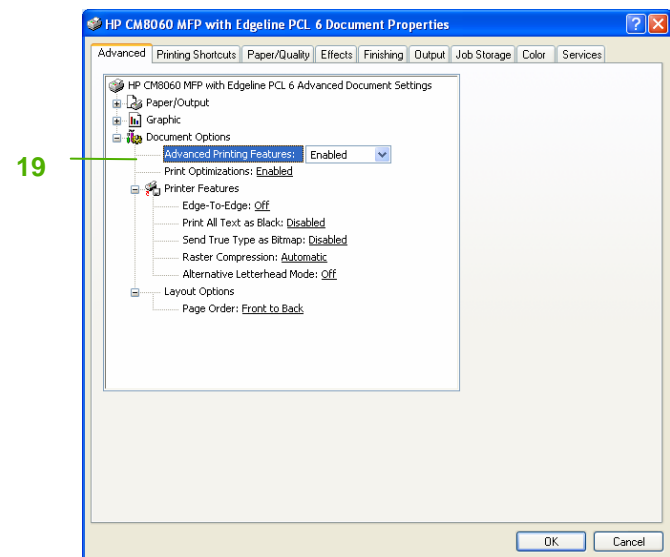 HP CM8060 MFP with Edgeline PCL 6 Document Properties
Advanced Printing Shortcuts Paper/Quality Effects Finishing Output Job Storage Color Services
HP CM8060 MFP with Edgeline PCL 6 Advanced Document Settings
Paper/Output
Graphic
Document Options
19
Advanced Printing Features: Enabled
Print Optimizations: Enabled
Printer Features
Edge-To-Edge: Off
Print All Text as Black: Disabled
Send True Type as Bitmap: Disabled
Raster Compression: Automatic
Alternative Letterhead Mode: Off
Layout Options
Page Order: Front to Back
OK Cancel